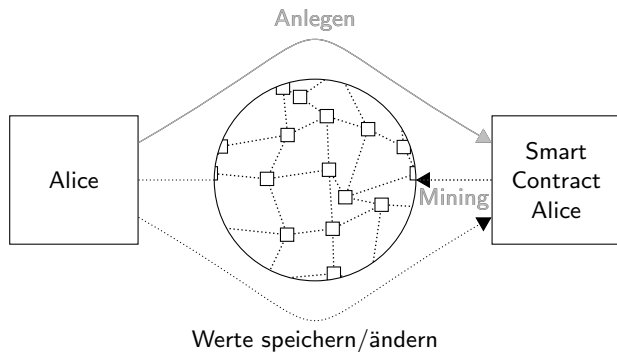 Anlegen
Alice
Smart
Contract
Alice
Mining
Werte speichern/ändern